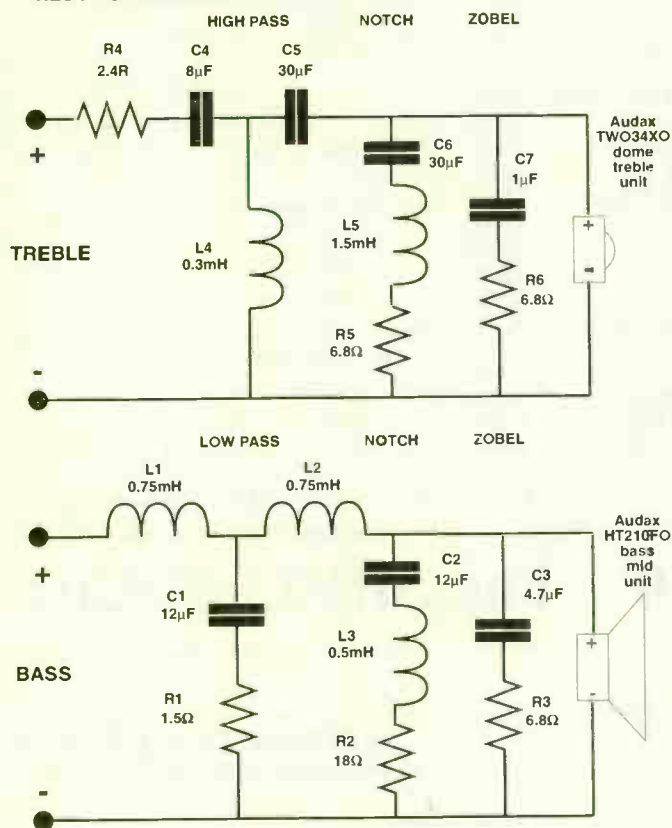 HIGH PASS
NOTCH
ZOBEL
R4
2.4R
C4
8µF
C5
30µF
C6
30µF
C7
1µF
Audax
TWO34XO
dome
treble
unit
+
TREBLE
L4
0.3mH
L5
1.5mH
R5
6.8Ω
R6
6.8Ω
+
-
LOW PASS
NOTCH
ZOBEL
L1
0.75mH
L2
0.75mH
C1
12µF
C2
12µF
C3
4.7µF
Audax
HT210FO
bass
mid
unit
+
BASS
L3
0.5mH
R1
1.5Ω
R2
18Ω
R3
6.8Ω
+
-
-